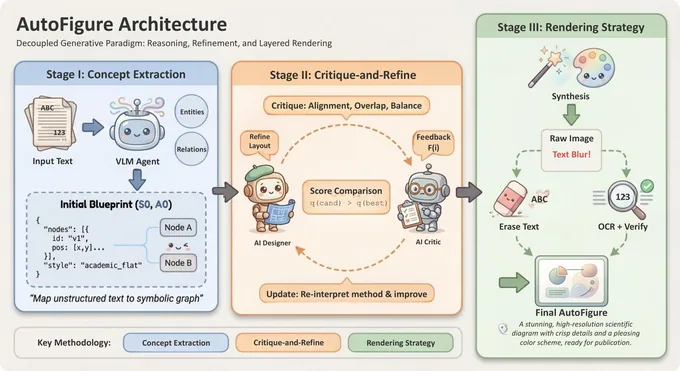 AutoFigure Architecture
Decoupled Generative Paradigm: Reasoning, Refinement, and Layered Rendering
Stage I: Concept Extraction
ABC
123
Input Text
VLM Agent
Entities
Relations
Initial Blueprint (S0, A0)
{
"nodes": [{
id: "v1",
pos: [x,y]...
}],
"style": "academic_flat"
}
Node A
Node B
"Map unstructured text to symbolic graph"
Stage II: Critique-and-Refine
Critique: Alignment, Overlap, Balance
Refine
Layout
Feedback
F(i)
Score Comparison
q(cand) > q(best)
AI Designer
AI Critic
Update: Re-interpret method & improve
Stage III: Rendering Strategy
Synthesis
Raw Image
Text Blur!
ABC
Erase Text
123
OCR + Verify
Final AutoFigure
A stunning, high-resolution scientific
diagram with crisp details and a pleasing
color scheme, ready for publication.
Key Methodology:
Concept Extraction
Critique-and-Refine
Rendering Strategy